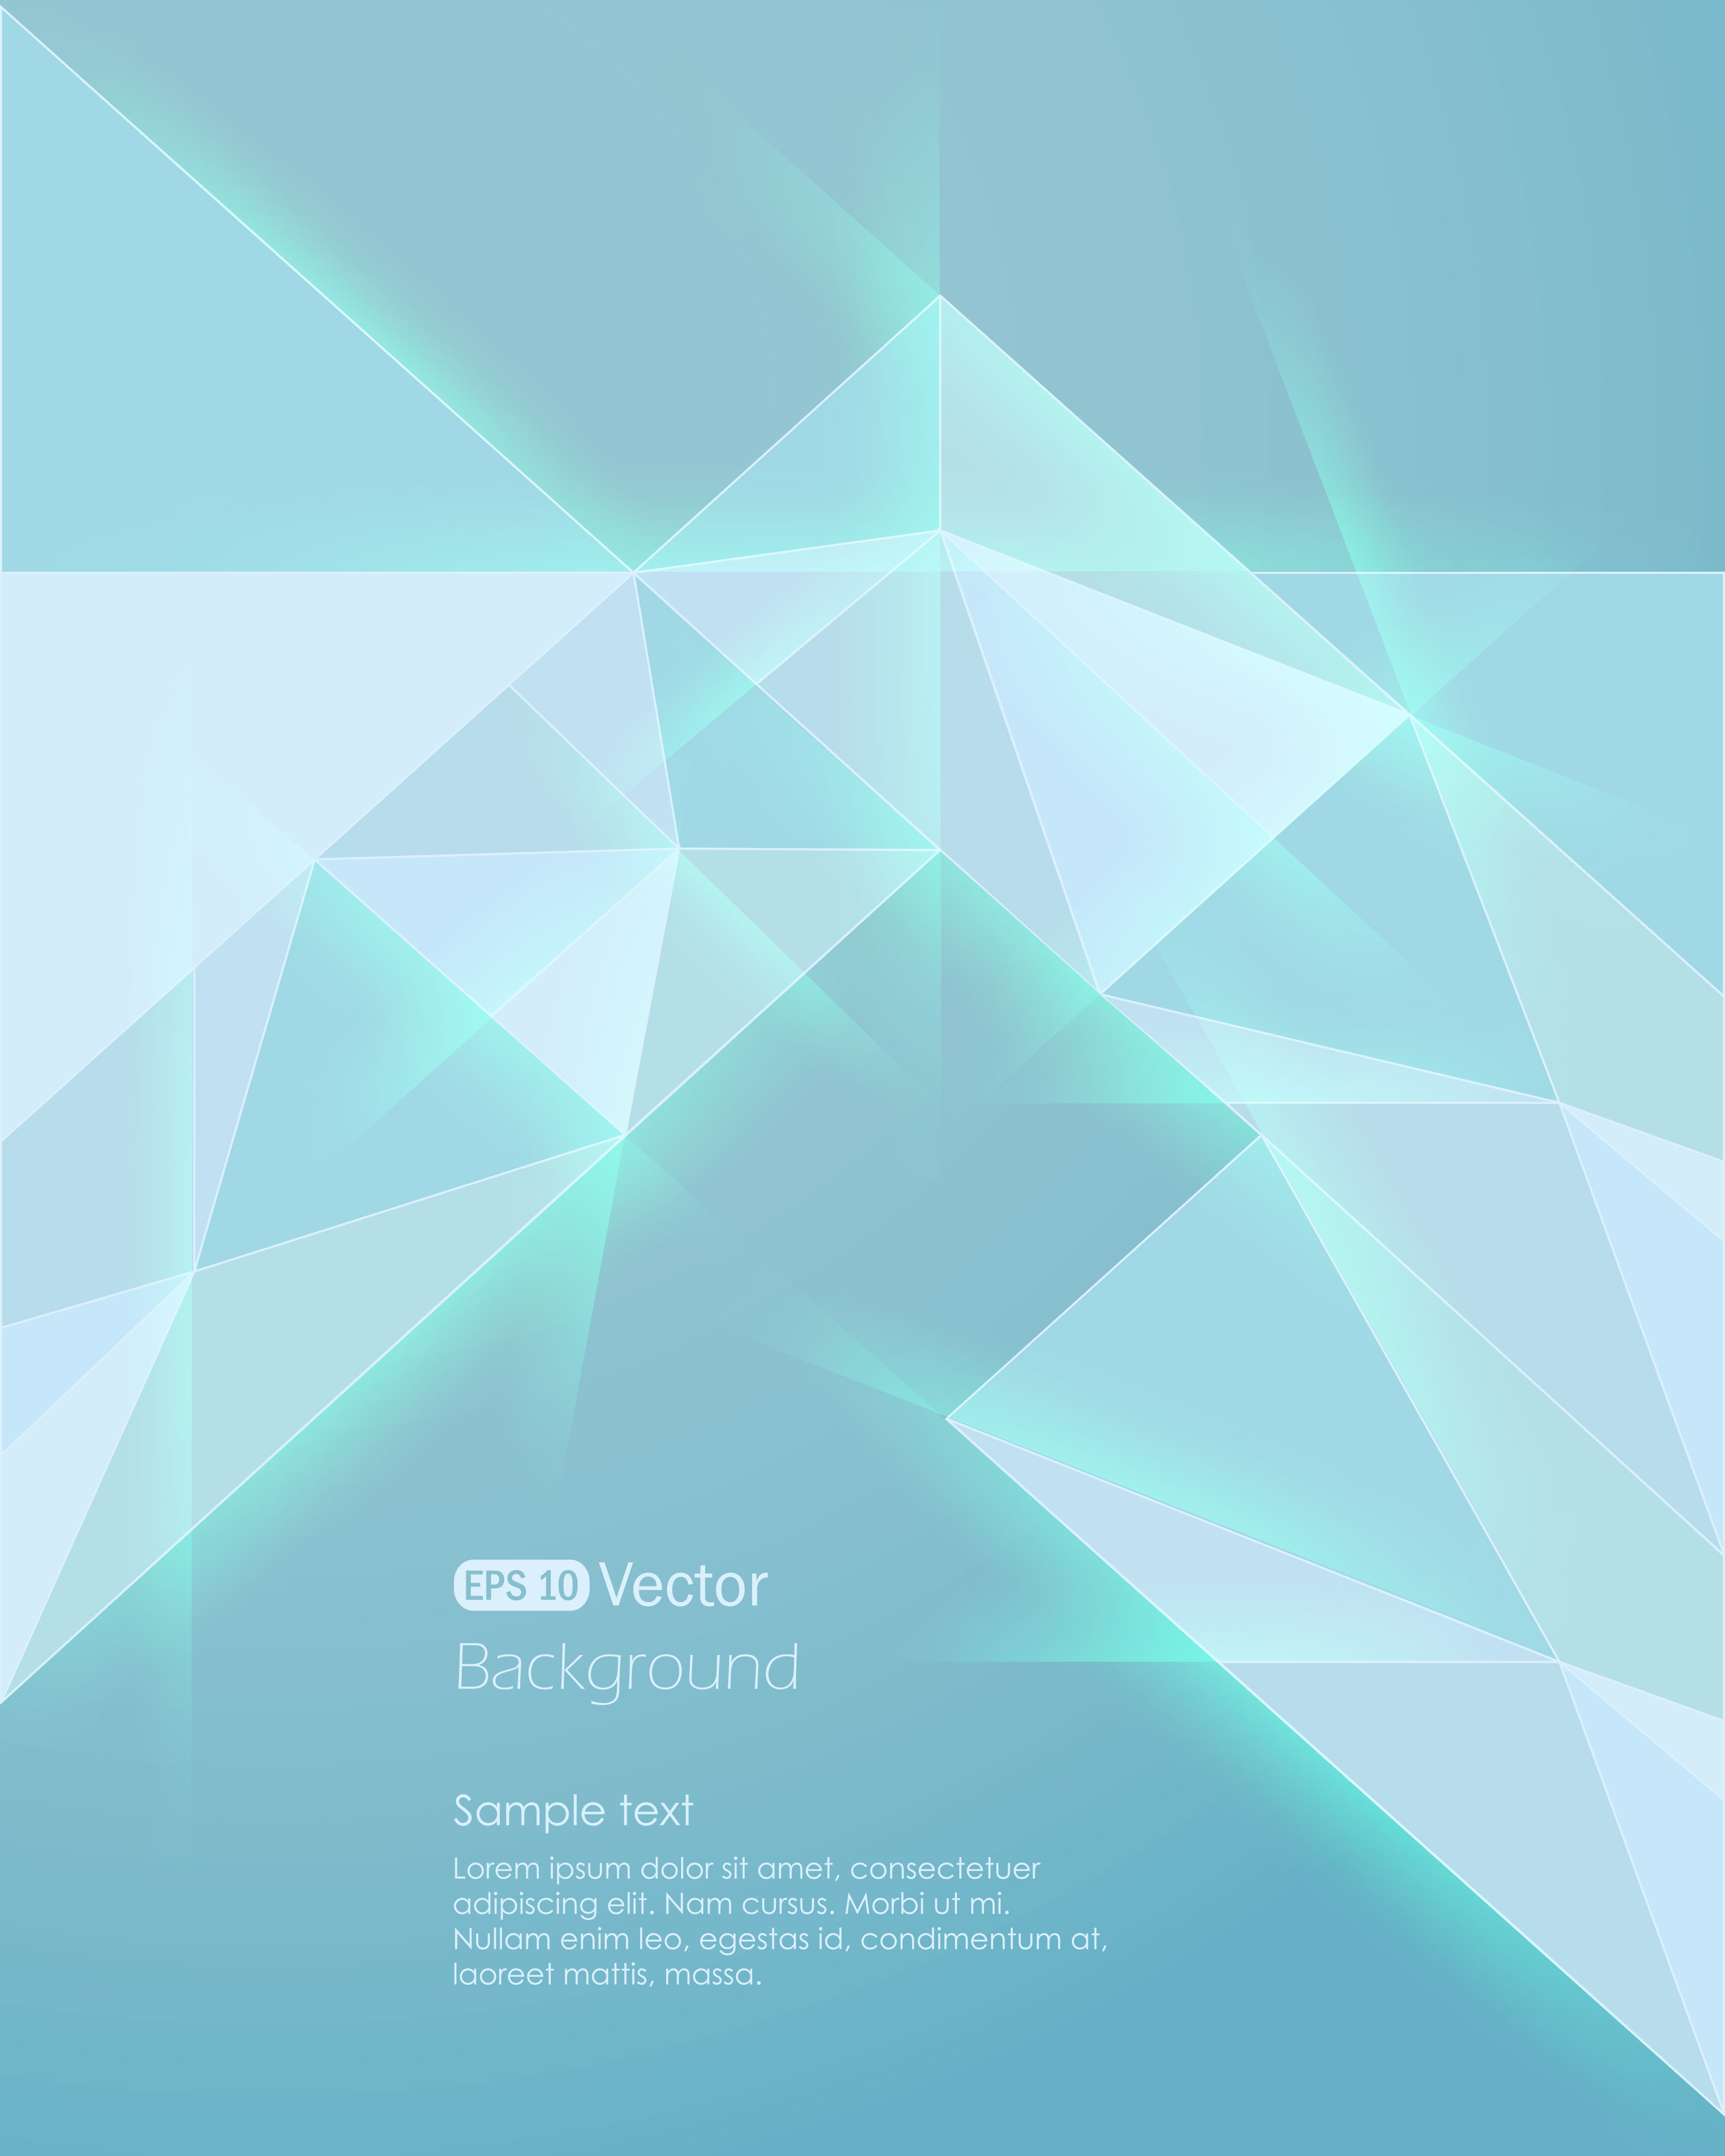 EPS 10 Vector
Background
Sample text
Lorem ipsum dolor sit amet, consectetuer
adipiscing elit. Nam cursus. Morbi ut mi.
Nullam enim leo, egestas id, condimentum at,
laoreet mattis, massa.